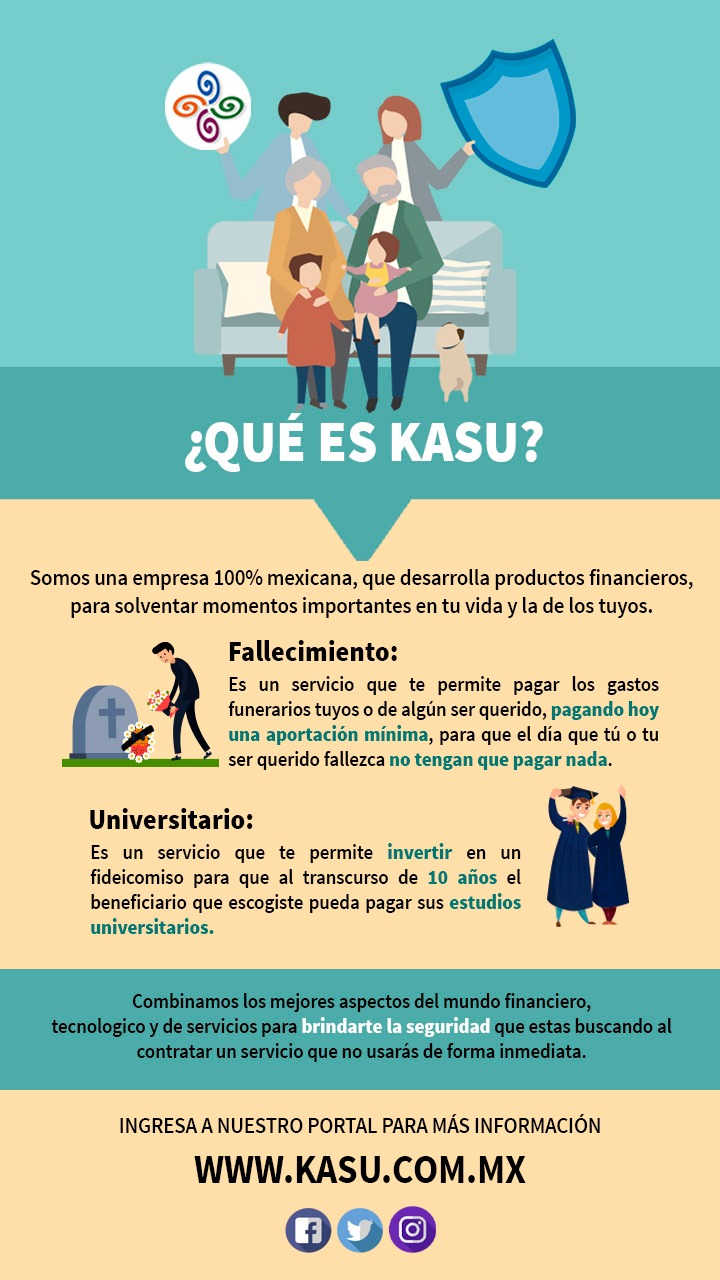 ¿QUÉ ES KASU?
Somos una empresa 100% mexicana, que desarrolla productos financieros,
para solventar momentos importantes en tu vida y la de los tuyos.
Fallecimiento:
Es un servicio que te permite pagar los gastos
funerarios tuyos o de algún ser querido, pagando hoy
una aportación mínima, para que el día que tú o tu
ser querido fallezca no tengan que pagar nada.
Universitario:
Es un servicio que te permite invertir en un
fideicomiso para que al transcurso de 10 años el
beneficiario que escogiste pueda pagar sus estudios
universitarios.
Combinamos los mejores aspectos del mundo financiero,
tecnologico y de servicios para brindarte la seguridad que estas buscando al
contratar un servicio que no usarás de forma inmediata.
INGRESA A NUESTRO PORTAL PARA MÁS INFORMACIÓN
WWW.KASU.COM.MX